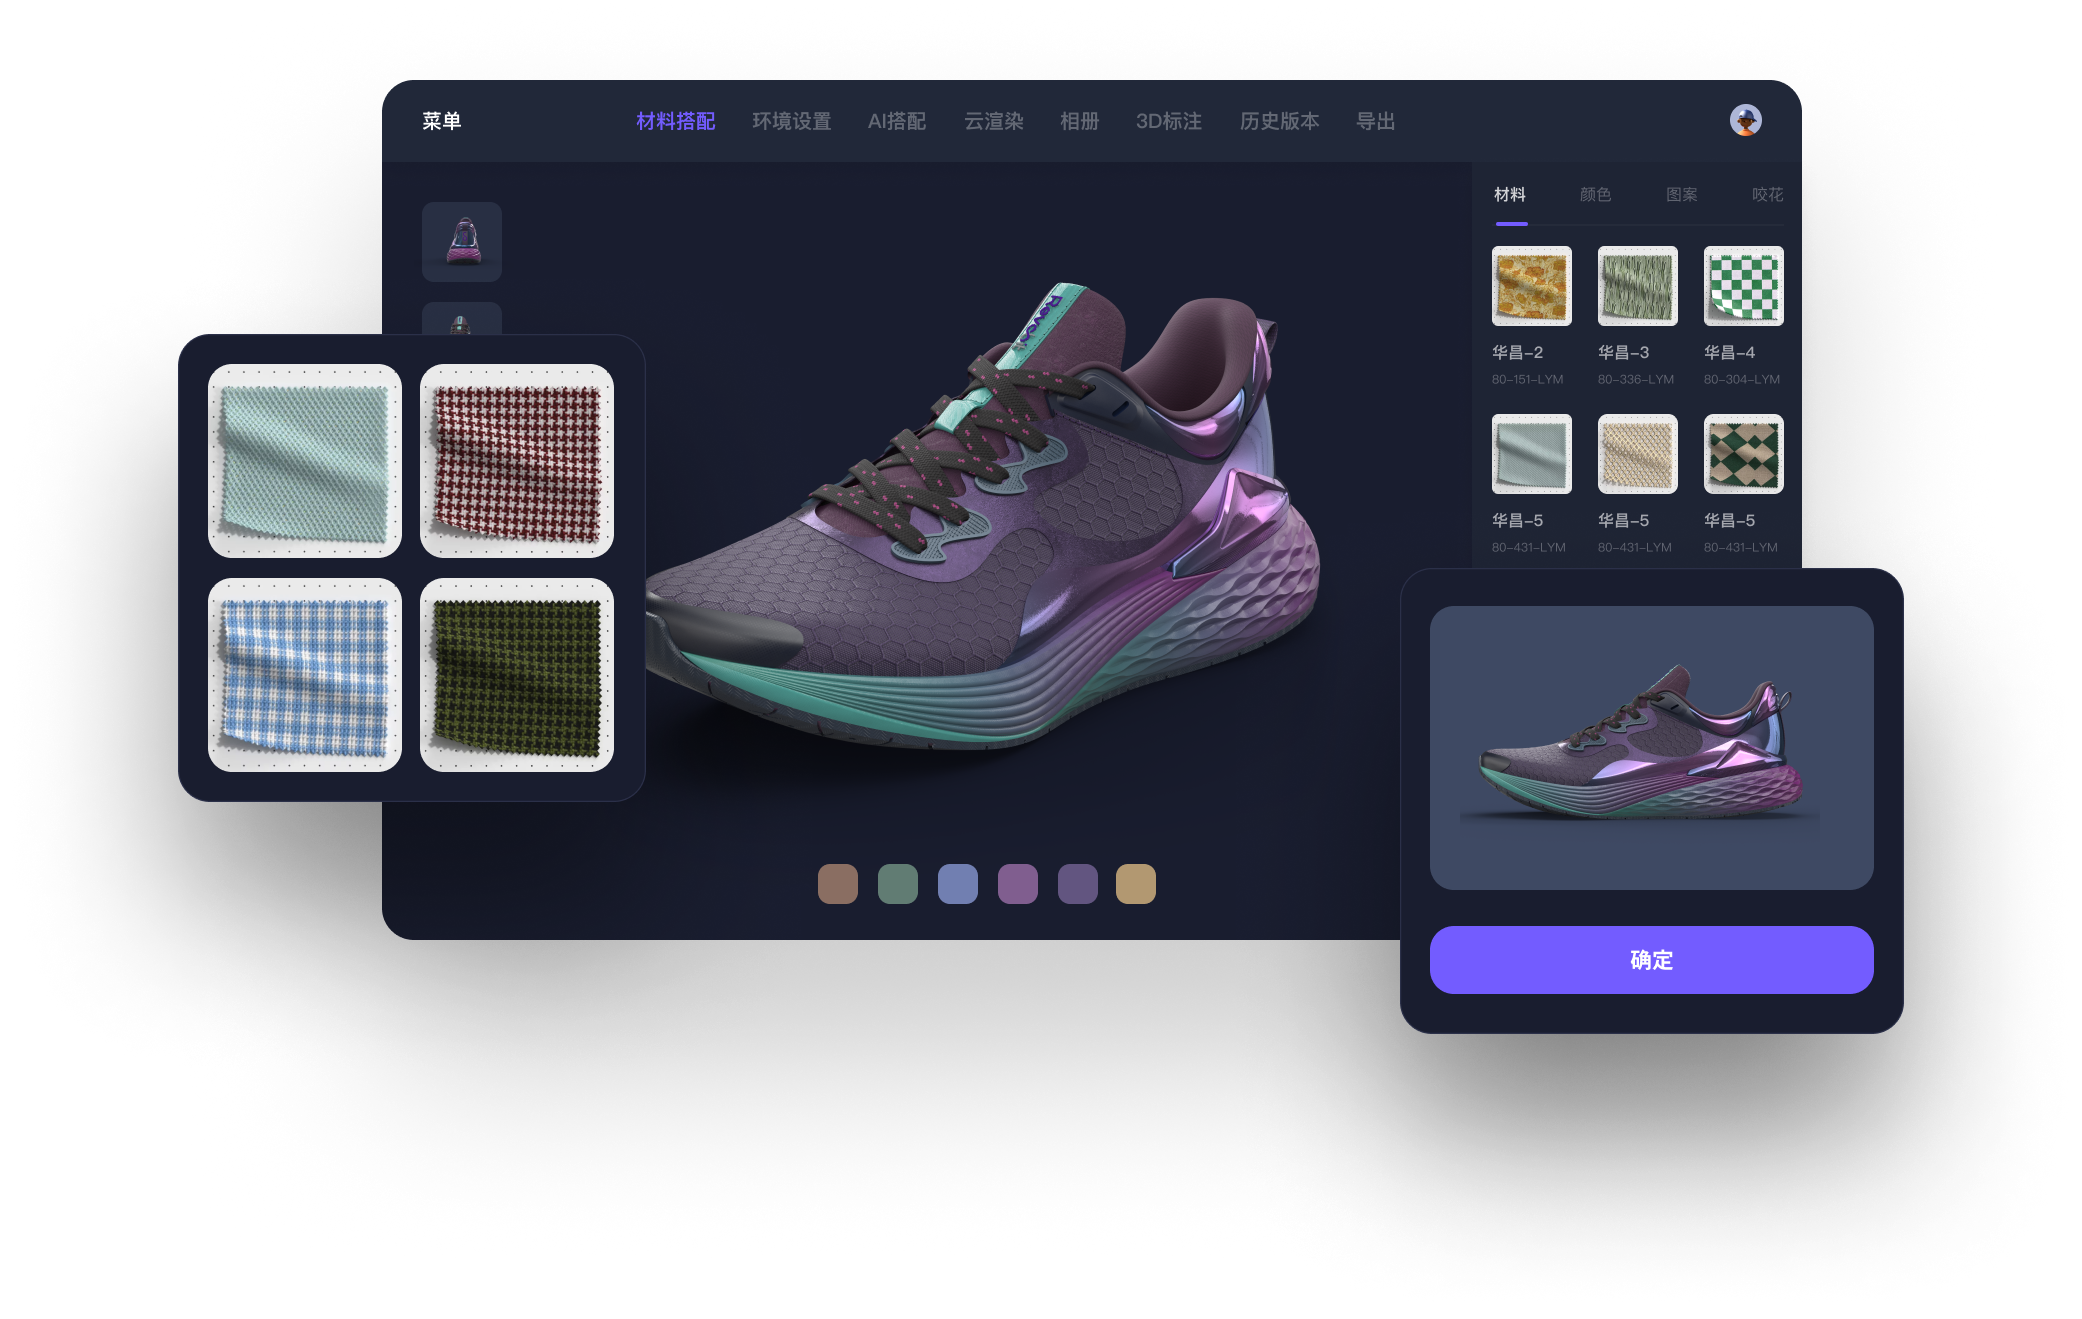 菜单
材料搭配 环境设置 AI搭配 云渲染 相册 3D标注 历史版本 导出
材料 颜色 图案 咬花
华昌-2 华昌-3 华昌-4
80-151-LYM 80-336-LYM 80-304-LYM
华昌-5 华昌-5 华昌-5
80-431-LYM 80-431-LYM 80-431-LYM
确定